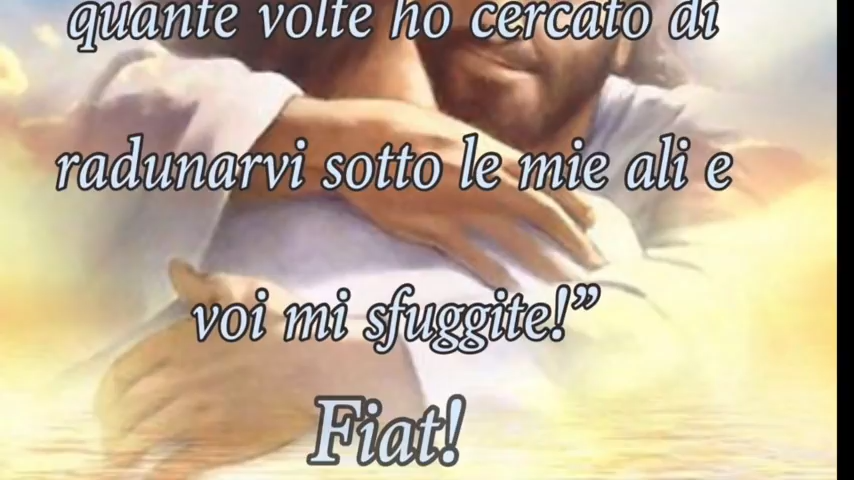 quante volte ho cercato di
radunarvi sotto le mie ali e
voi mi sfuggite!”
Fiat!